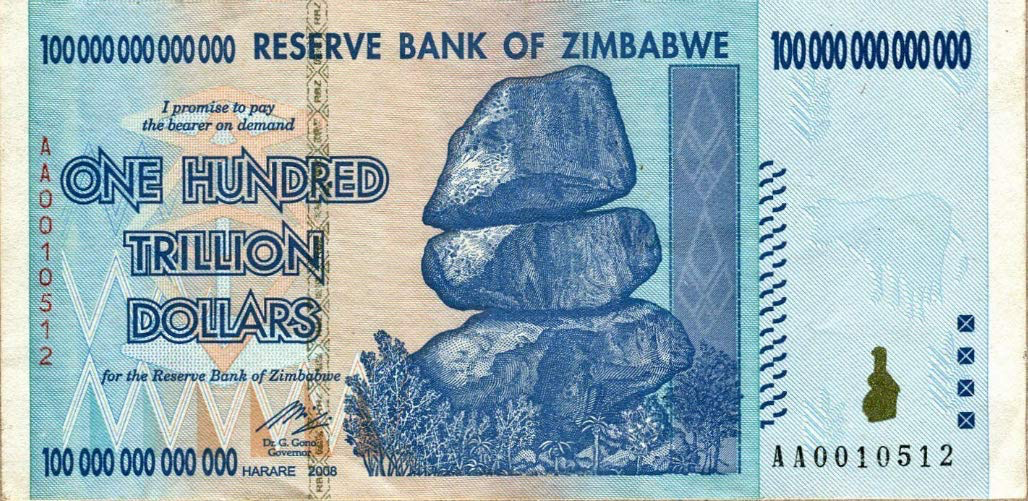 100 000 000 000 000 RESERVE BANK OF ZIMBABWE 100 000 000 000 000
I promise to pay
the bearer on demand
ONE HUNDRED
TRILLION
DOLLARS
for the Reserve Bank of Zimbabwe
Dr. G. Gono
Governor
100 000 000 000 000 HARARE 2008
AA0010512
AA0010512
RBZ